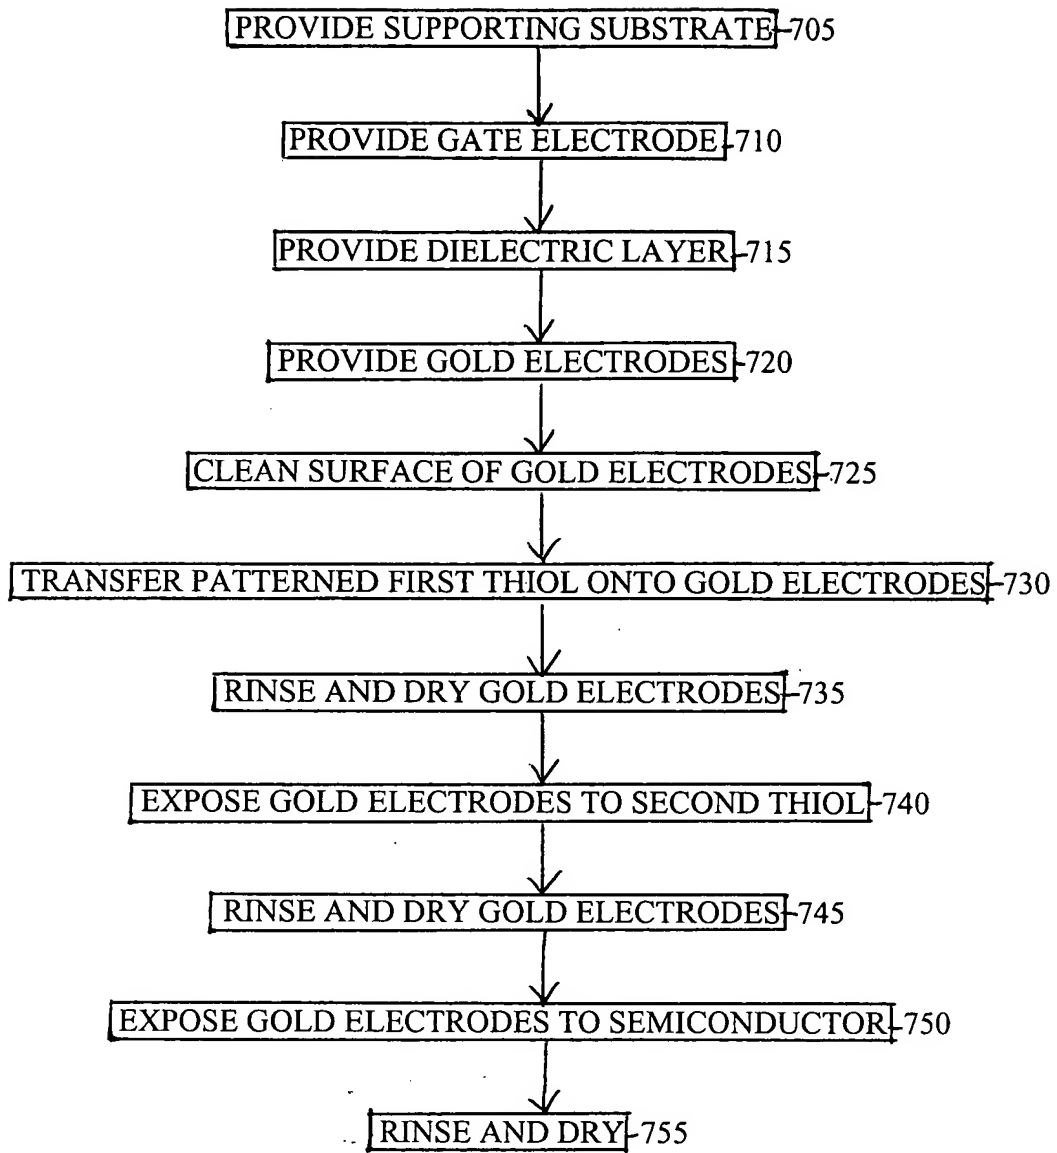 PROVIDE SUPPORTING SUBSTRATE 705
PROVIDE GATE ELECTRODE 710
PROVIDE DIELECTRIC LAYER 715
PROVIDE GOLD ELECTRODES 720
CLEAN SURFACE OF GOLD ELECTRODES 725
TRANSFER PATTERNED FIRST THIOL ONTO GOLD ELECTRODES 730
RINSE AND DRY GOLD ELECTRODES 735
EXPOSE GOLD ELECTRODES TO SECOND THIOL 740
RINSE AND DRY GOLD ELECTRODES 745
EXPOSE GOLD ELECTRODES TO SEMICONDUCTOR 750
RINSE AND DRY 755